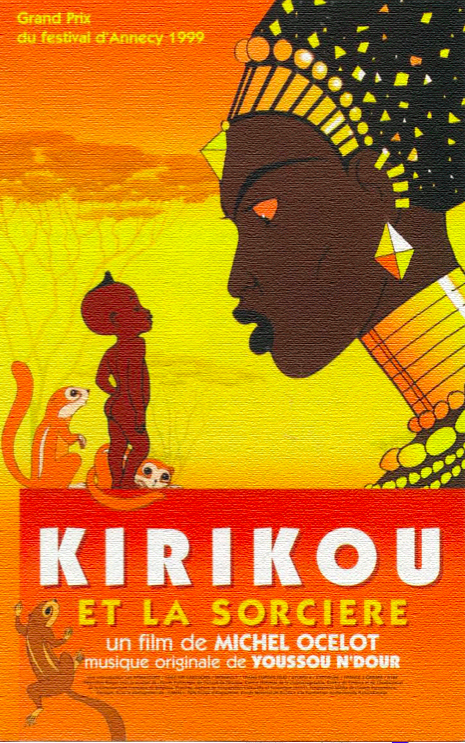 Grand Prix
du festival d'Annecy 1999
KIRIKOU
ET LA SORCIERE
un film de MICHEL OCELOT
musique originale de YOUSSOU N'DOUR